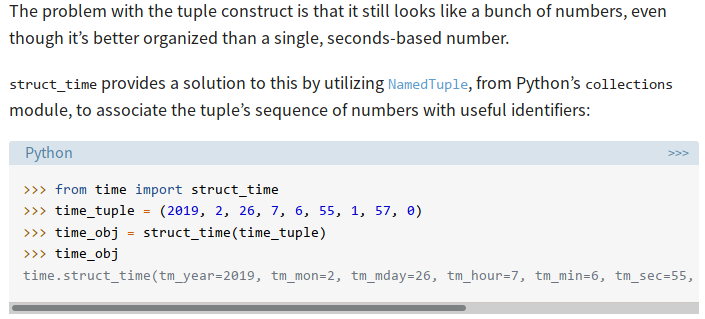 The problem with the tuple construct is that it still looks like a bunch of numbers, even
though it’s better organized than a single, seconds-based number.
struct_time provides a solution to this by utilizing NamedTuple, from Python’s collections
module, to associate the tuple’s sequence of numbers with useful identifiers:
Python >>>
>>> from time import struct_time
>>> time_tuple = (2019, 2, 26, 7, 6, 55, 1, 57, 0)
>>> time_obj = struct_time(time_tuple)
>>> time_obj
time.struct_time(tm_year=2019, tm_mon=2, tm_mday=26, tm_hour=7, tm_min=6, tm_sec=55,